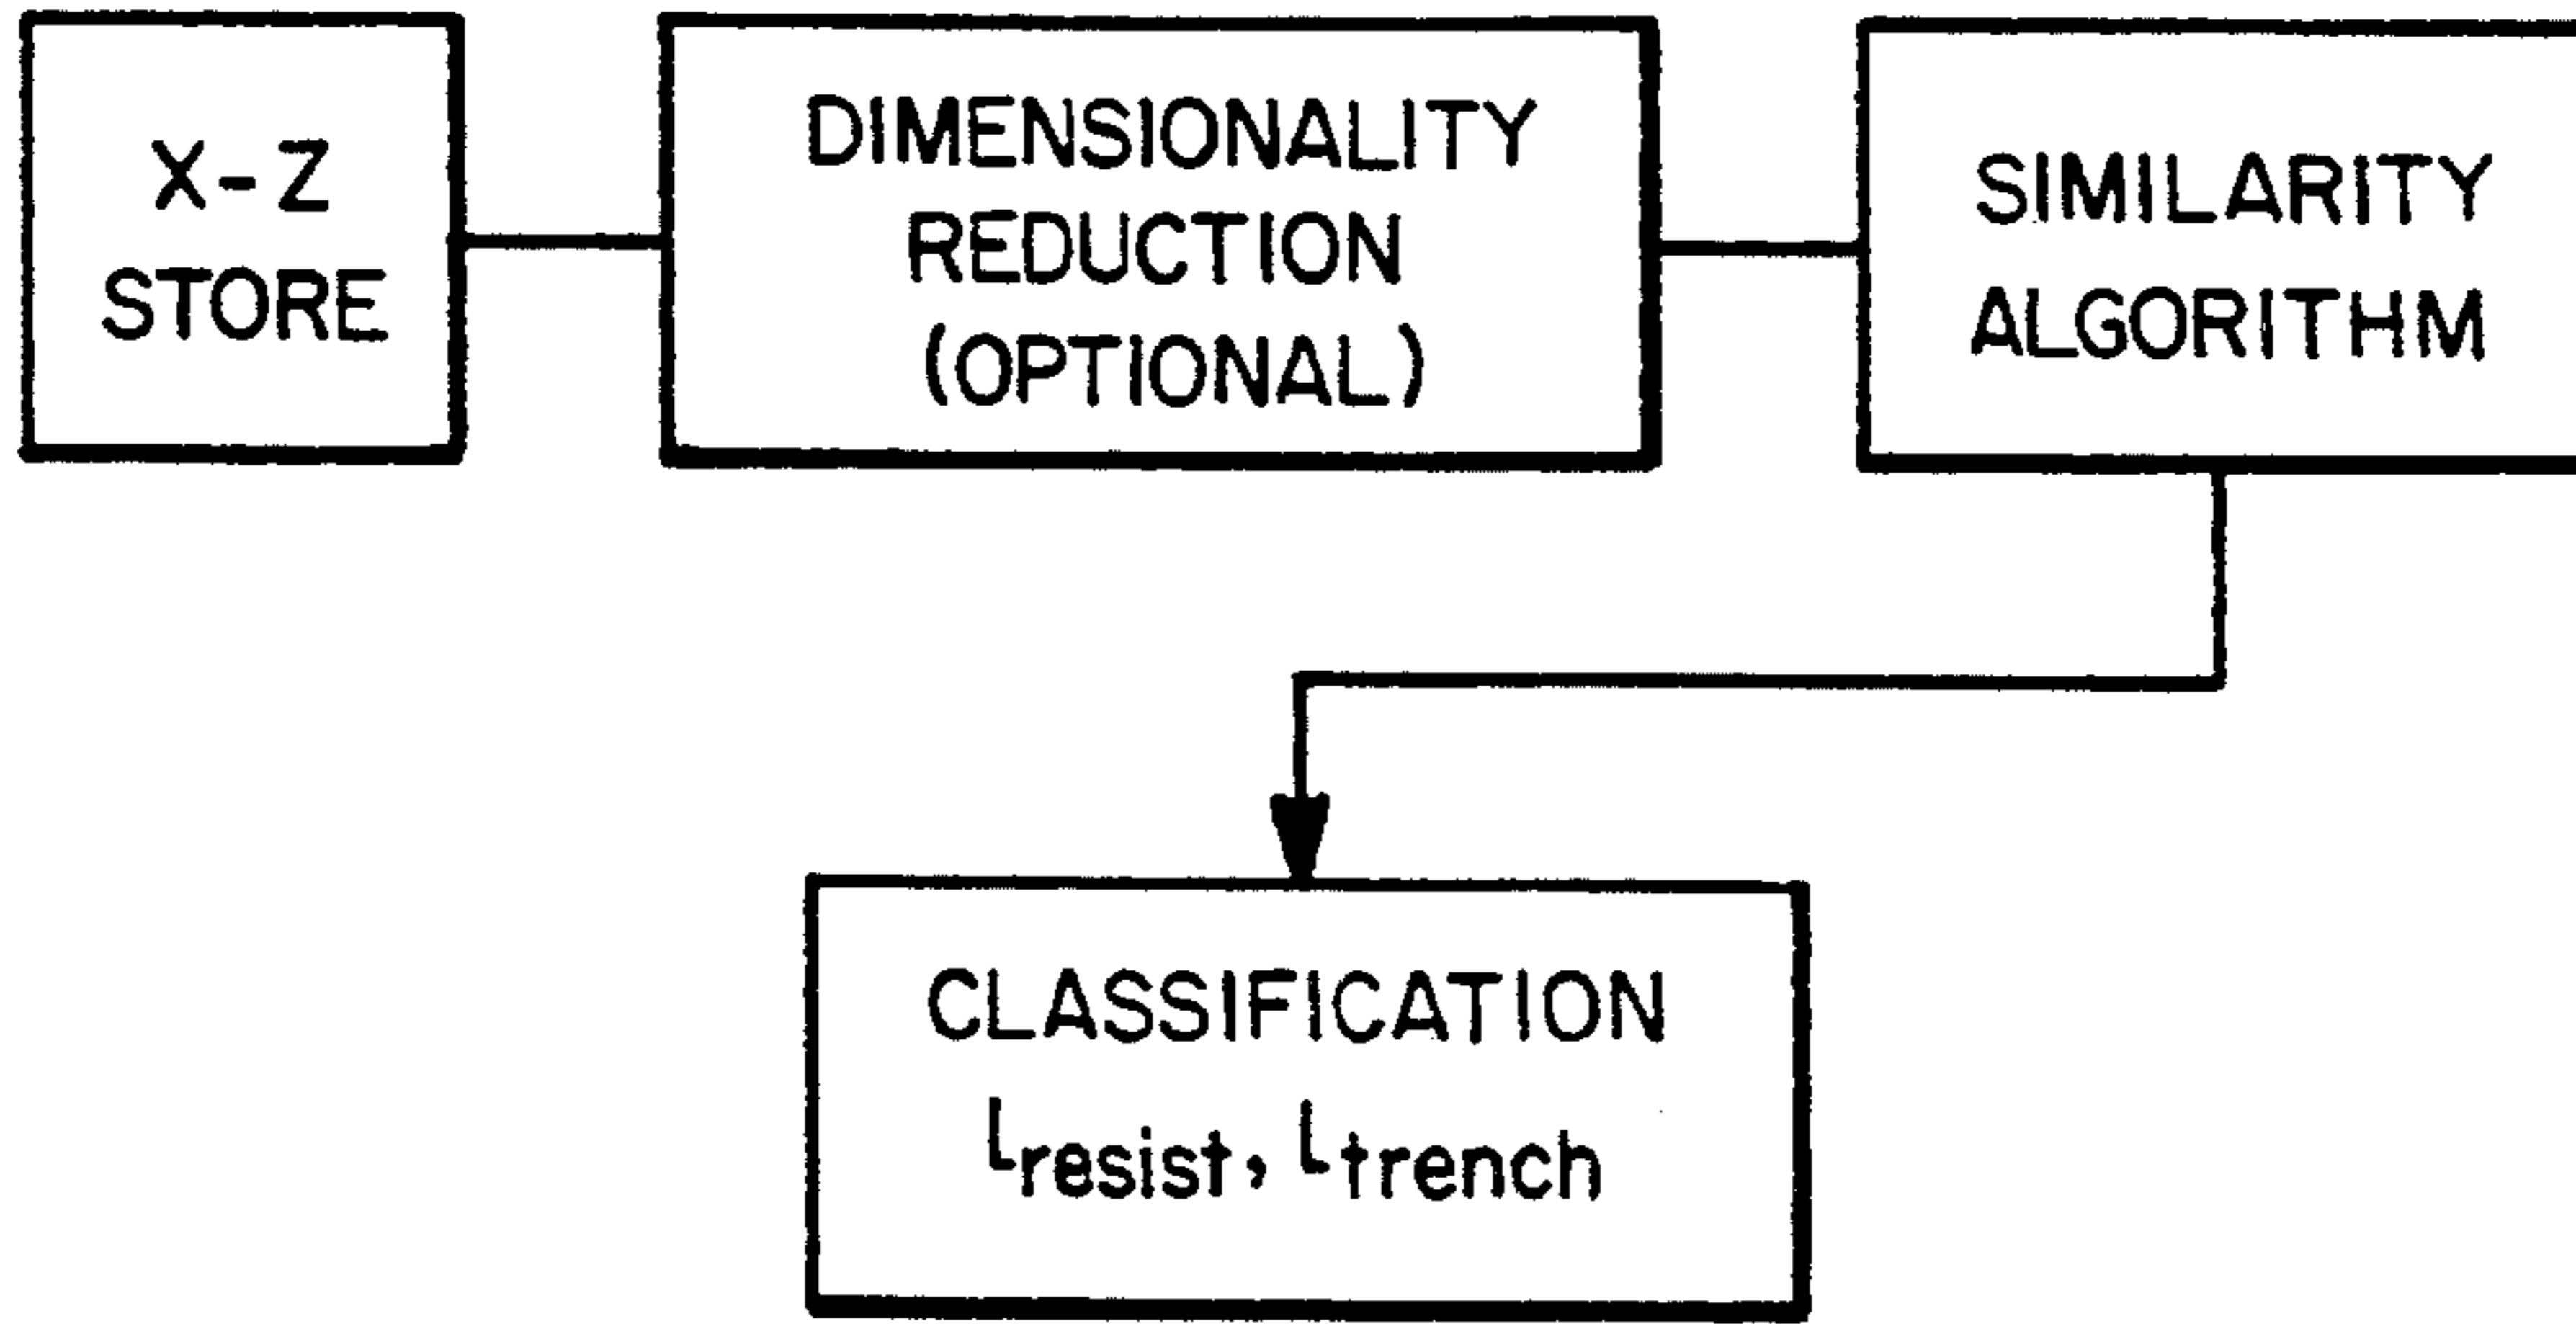 X-Z
STORE
DIMENSIONALITY
REDUCTION
(OPTIONAL)
SIMILARITY
ALGORITHM
CLASSIFICATION
lresist, ltrench